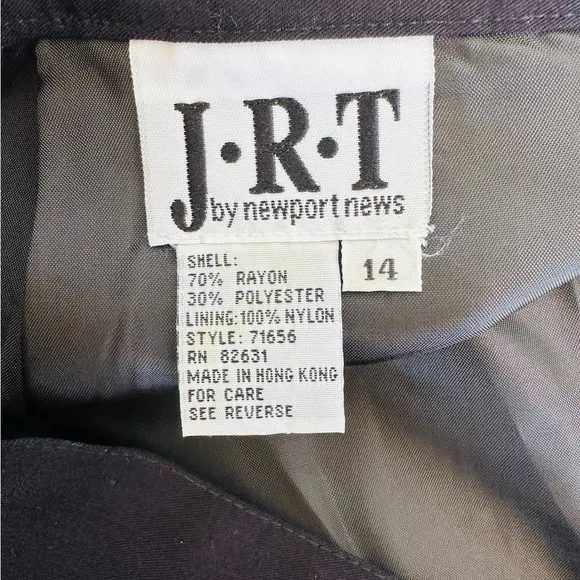 J·R·T
by newport news
14
SHELL:
70% RAYON
30% POLYESTER
LINING:100% NYLON
STYLE: 71656
RN 82631
MADE IN HONG KONG
FOR CARE
SEE REVERSE